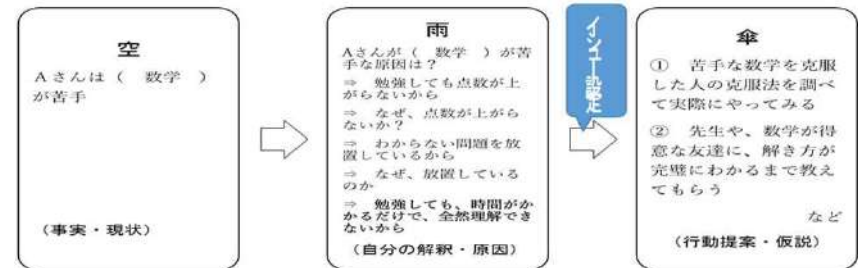 空
Aさんは（　数学　）
が苦手
（事実・現状）
雨
Aさんが（　数学　）が苦
手な原因は？
⇒　勉強しても点数が上
がらないから
⇒　なぜ、点数が上がら
ないか？
⇒　わからない問題を放
置しているから
⇒　なぜ、放置している
のか
⇒　勉強しても、時間がか
かるだけで、全然理解でき
ないから
（自分の解釈・原因）
イシュー設定
傘
①　苦手な数学を克服
した人の克服法を調べ
て実際にやってみる
②　先生や、数学が得
意な友達に、解き方が
完璧にわかるまで教え
てもらう
など
（行動提案・仮説）